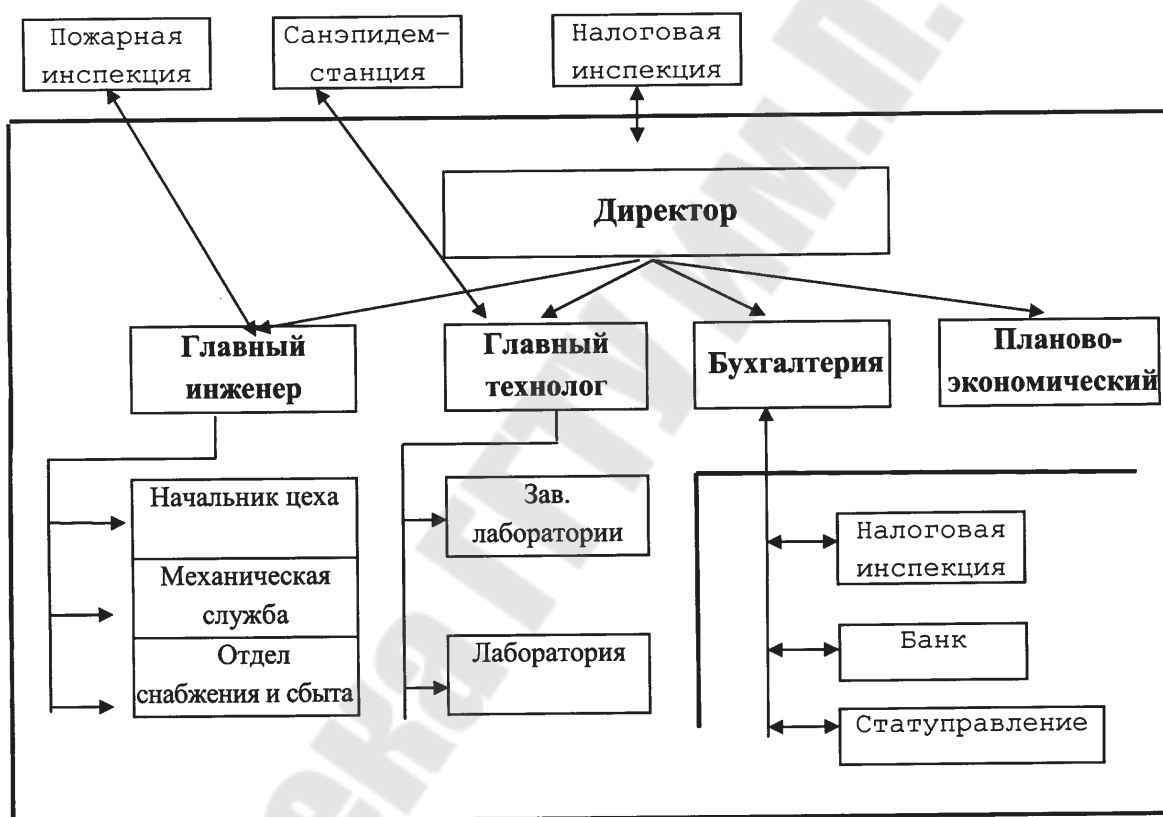 Пожарная
инспекция
Санэпидем-
станция
Налоговая
инспекция
Директор
Главный
инженер
Главный
технолог
Бухгалтерия
Планово-
экономический
Начальник цеха
Механическая
служба
Отдел
снабжения и сбыта
Зав.
лаборатории
Лаборатория
Налоговая
инспекция
Банк
Статуправление